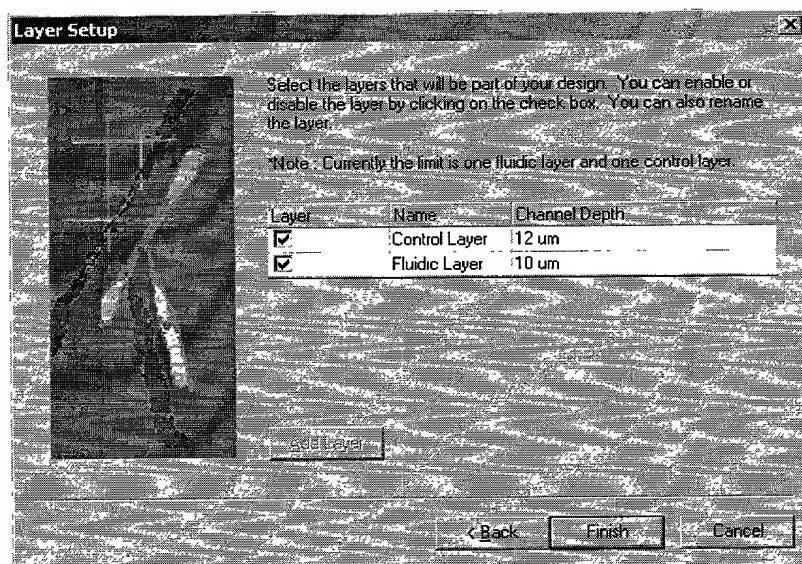 Layer Setup
Select the layers that will be part of your design. You can enable or
disable the layer by clicking on the check box. You can also rename
the layer.
*Note : Currently the limit is one fluidic layer and one control layer.
Layer Name Channel Depth
Control Layer 12 um
Fluidic Layer 10 um
Add Layer
< Back Finish Cancel